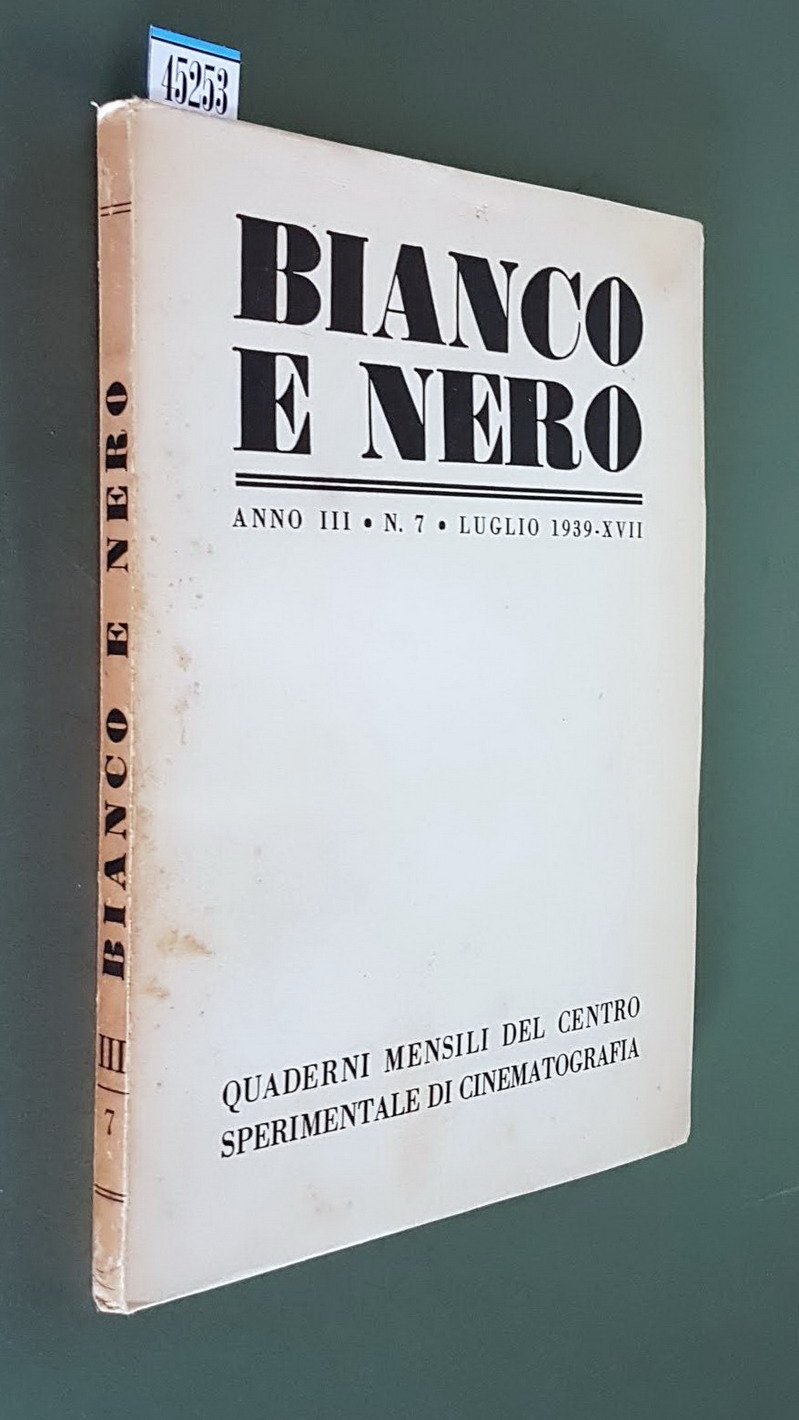 45253
BIANCO
E NERO
ANNO III • N. 7 • LUGLIO 1939-XVII
QUADERNI MENSILI DEL CENTRO
SPERIMENTALE DI CINEMATOGRAFIA
BIANCO E NERO
III
7